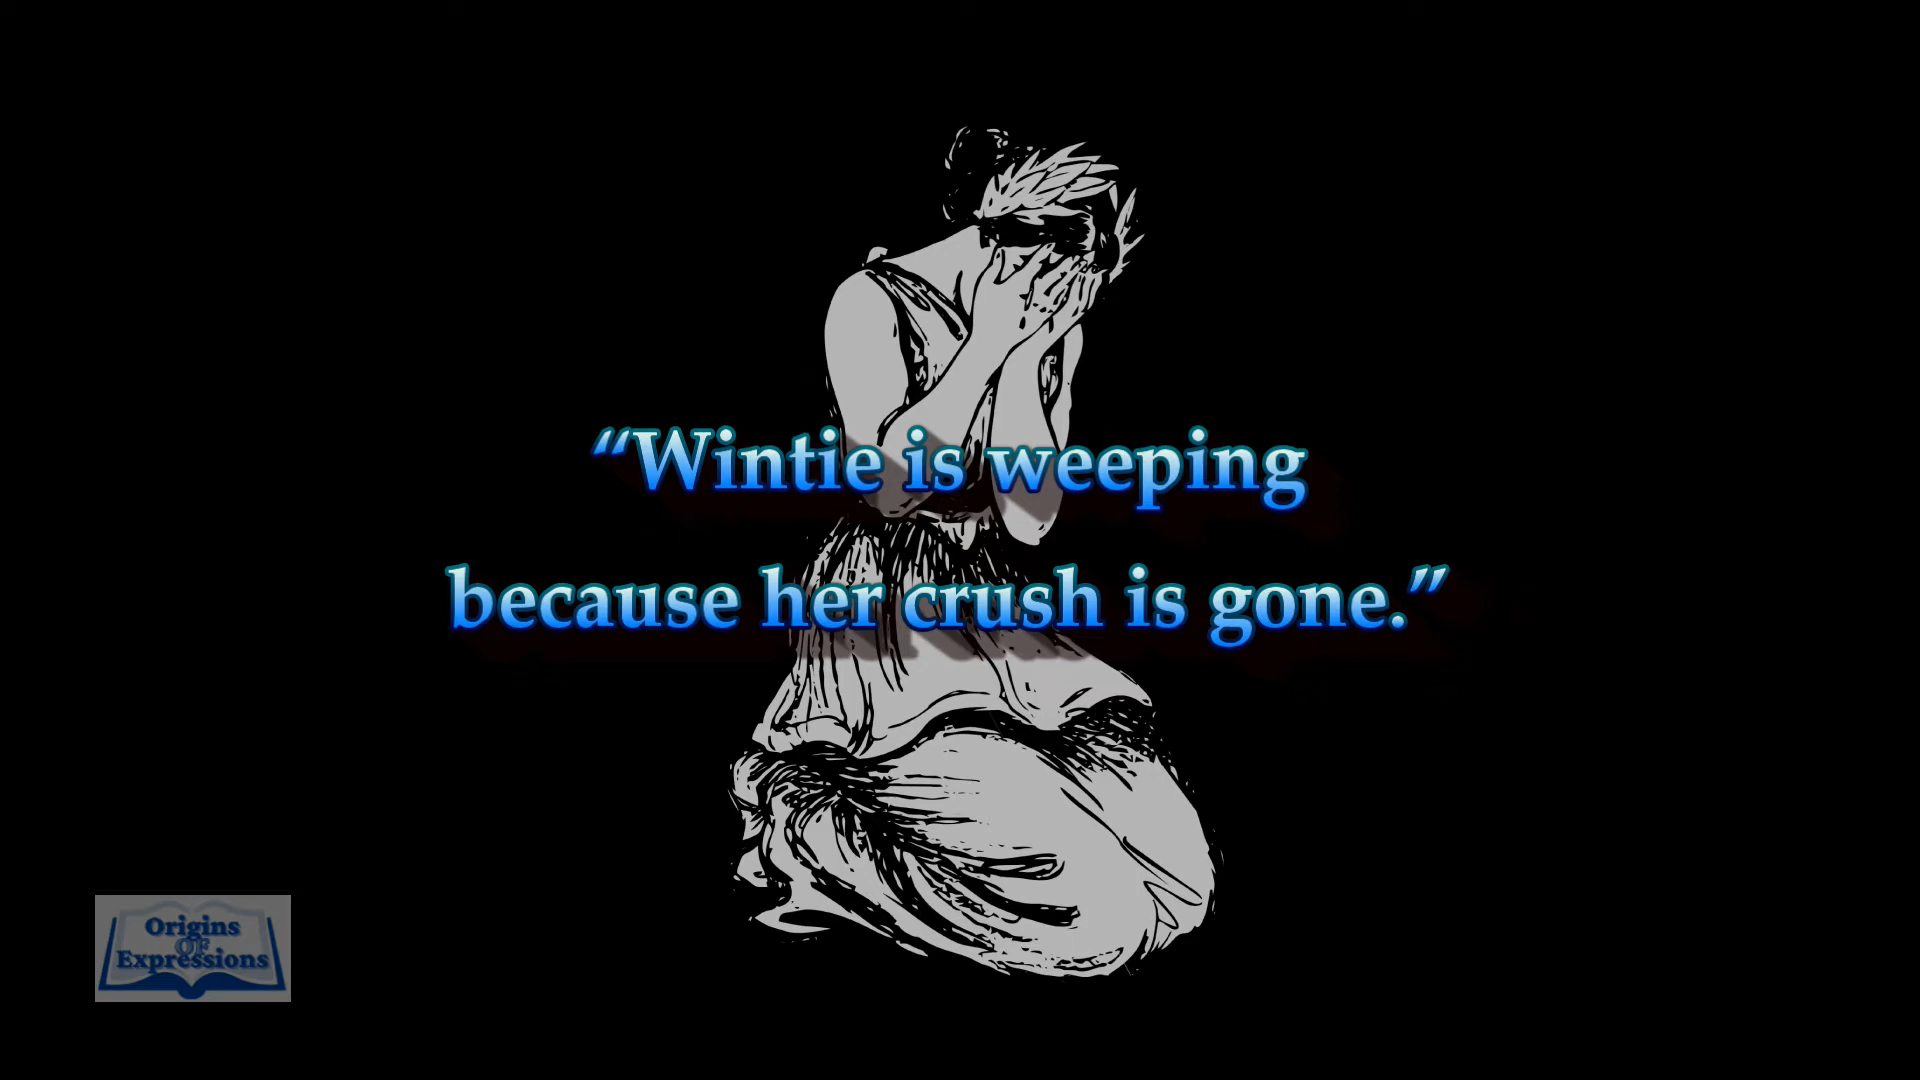 “Wintie is weeping
because her crush is gone.”
Origins
OF
Expressions